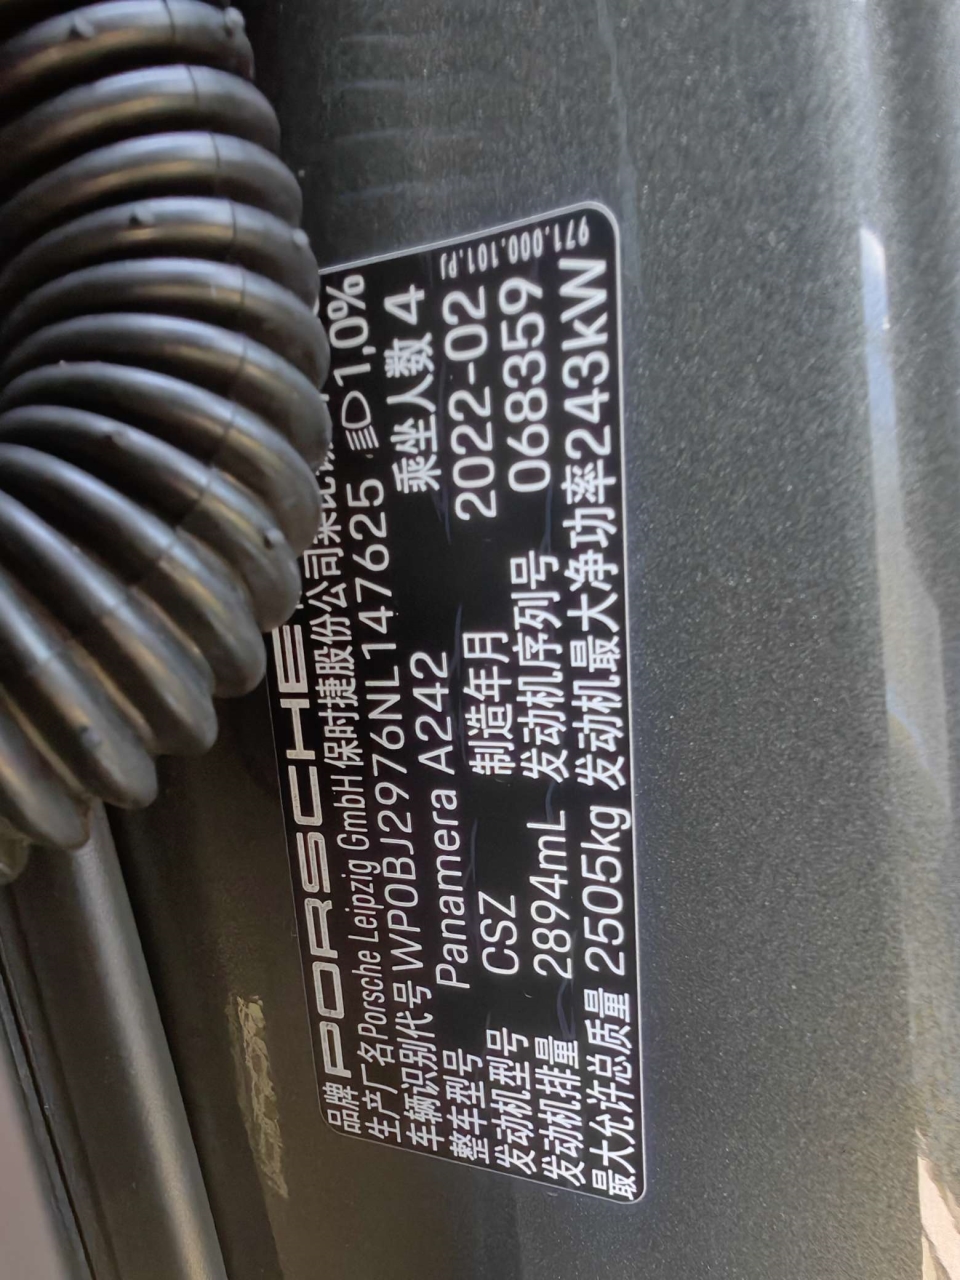 品牌 PORSCHE
生产厂名 Porsche Leipzig GmbH 保时捷股份公司莱比锡
车辆识别代号 WP0BJ2976NL147625 1,0%
整车型号 Panamera A242 乘坐人数 4
发动机型号 CSZ 制造年月 2022-02
发动机排量 2894mL 发动机序列号 068359
最大允许总质量 2505kg 发动机最大净功率 243kW
971.000.101.PJ